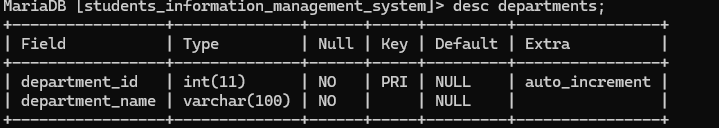 MariaDB [students_information_management_system]> desc departments;
+-----------------+--------------+------+-----+---------+----------------+
| Field           | Type         | Null | Key | Default | Extra          |
+-----------------+--------------+------+-----+---------+----------------+
| department_id   | int(11)      | NO   | PRI | NULL    | auto_increment |
| department_name | varchar(100) | NO   |     | NULL    |                |
+-----------------+--------------+------+-----+---------+----------------+